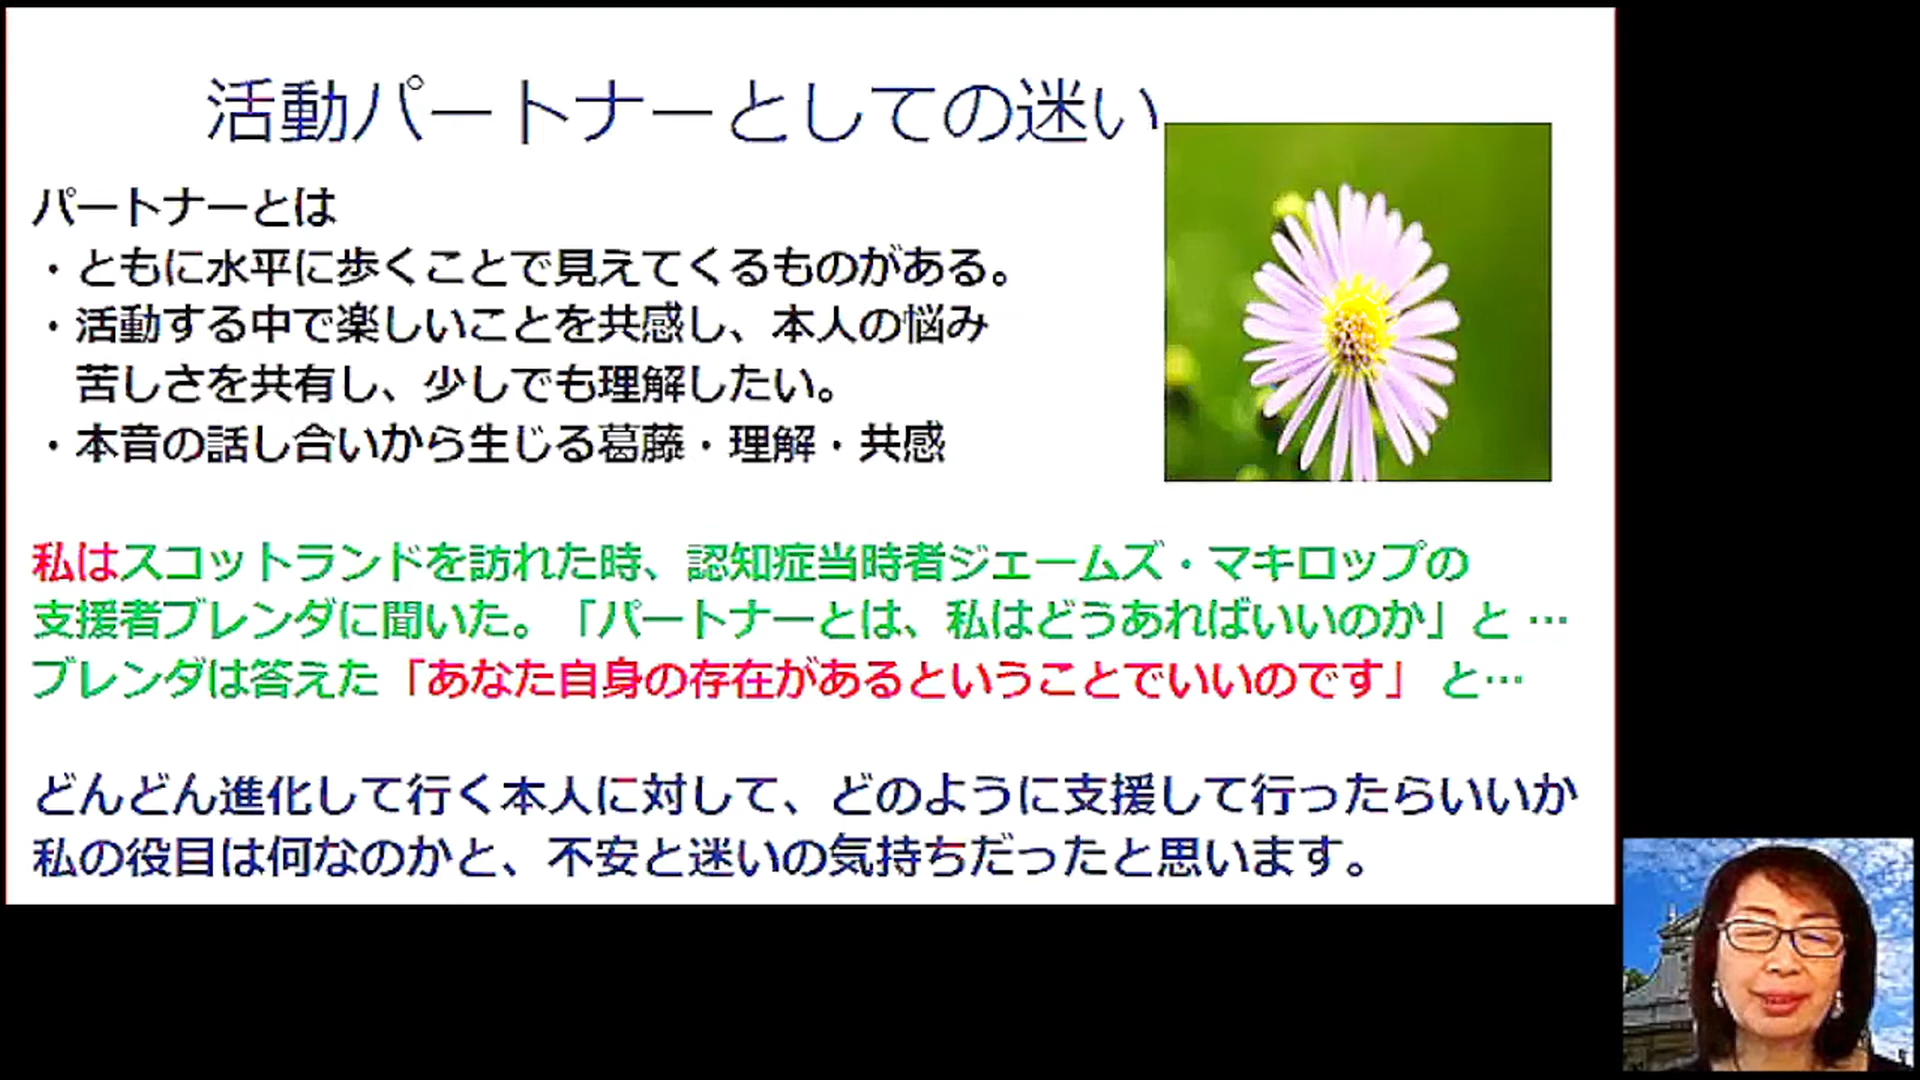 活動パートナーとしての迷い
パートナーとは
・ともに水平に歩くことで見えてくるものがある。
・活動する中で楽しいことを共感し、本人の悩み
苦しさを共有し、少しでも理解したい。
・本音の話し合いから生じる葛藤・理解・共感
私はスコットランドを訪れた時、認知症当時者ジェームズ・マキロップの
支援者ブレンダに聞いた。「パートナーとは、私はどうあればいいのか」と…
ブレンダは答えた「あなた自身の存在があるということでいいのです」 と…
どんどん進化して行く本人に対して、どのように支援して行ったらいいか
私の役目は何なのかと、不安と迷いの気持ちだったと思います。